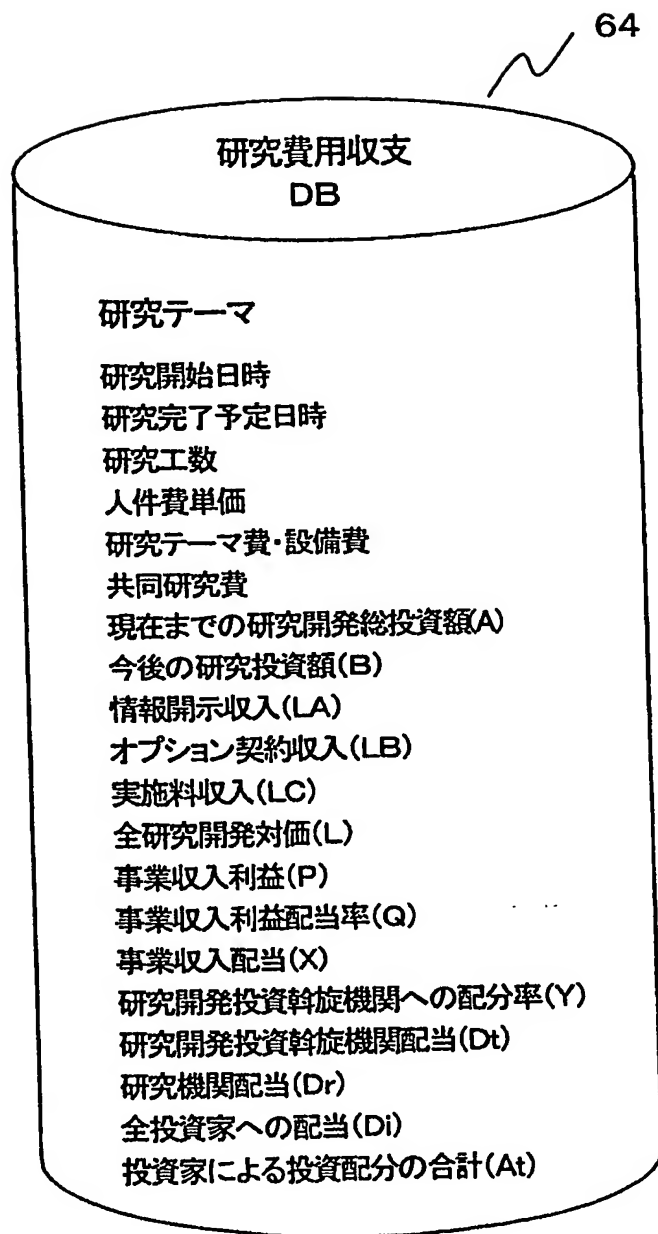 64
研究費用収支
DB
研究テーマ
研究開始日時
研究完了予定日時
研究工数
人件費単価
研究テーマ費・設備費
共同研究費
現在までの研究開発総投資額(A)
今後の研究投資額(B)
情報開示収入(LA)
オプション契約収入(LB)
実施料収入(LC)
全研究開発対価(L)
事業収入利益(P)
事業収入利益配当率(Q)
事業収入配当(X)
研究開発投資斡旋機関への配分率(Y)
研究開発投資斡旋機関配当(Dt)
研究機関配当(Dr)
全投資家への配当(Di)
投資家による投資配分の合計(At)